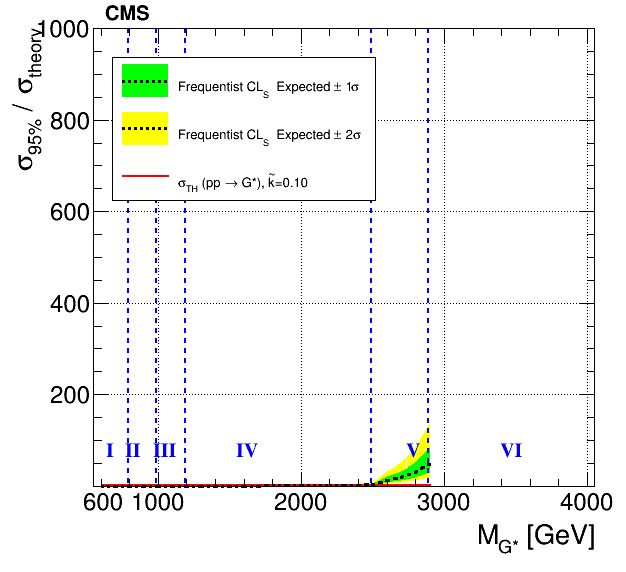 CMS
σ95% / σtheory
1000
800
600
400
200
Frequentist CLS Expected ± 1σ
Frequentist CLS Expected ± 2σ
σTH (pp → G*), k̃=0.10
I II III IV V VI
600 1000 2000 3000 4000
MG* [GeV]